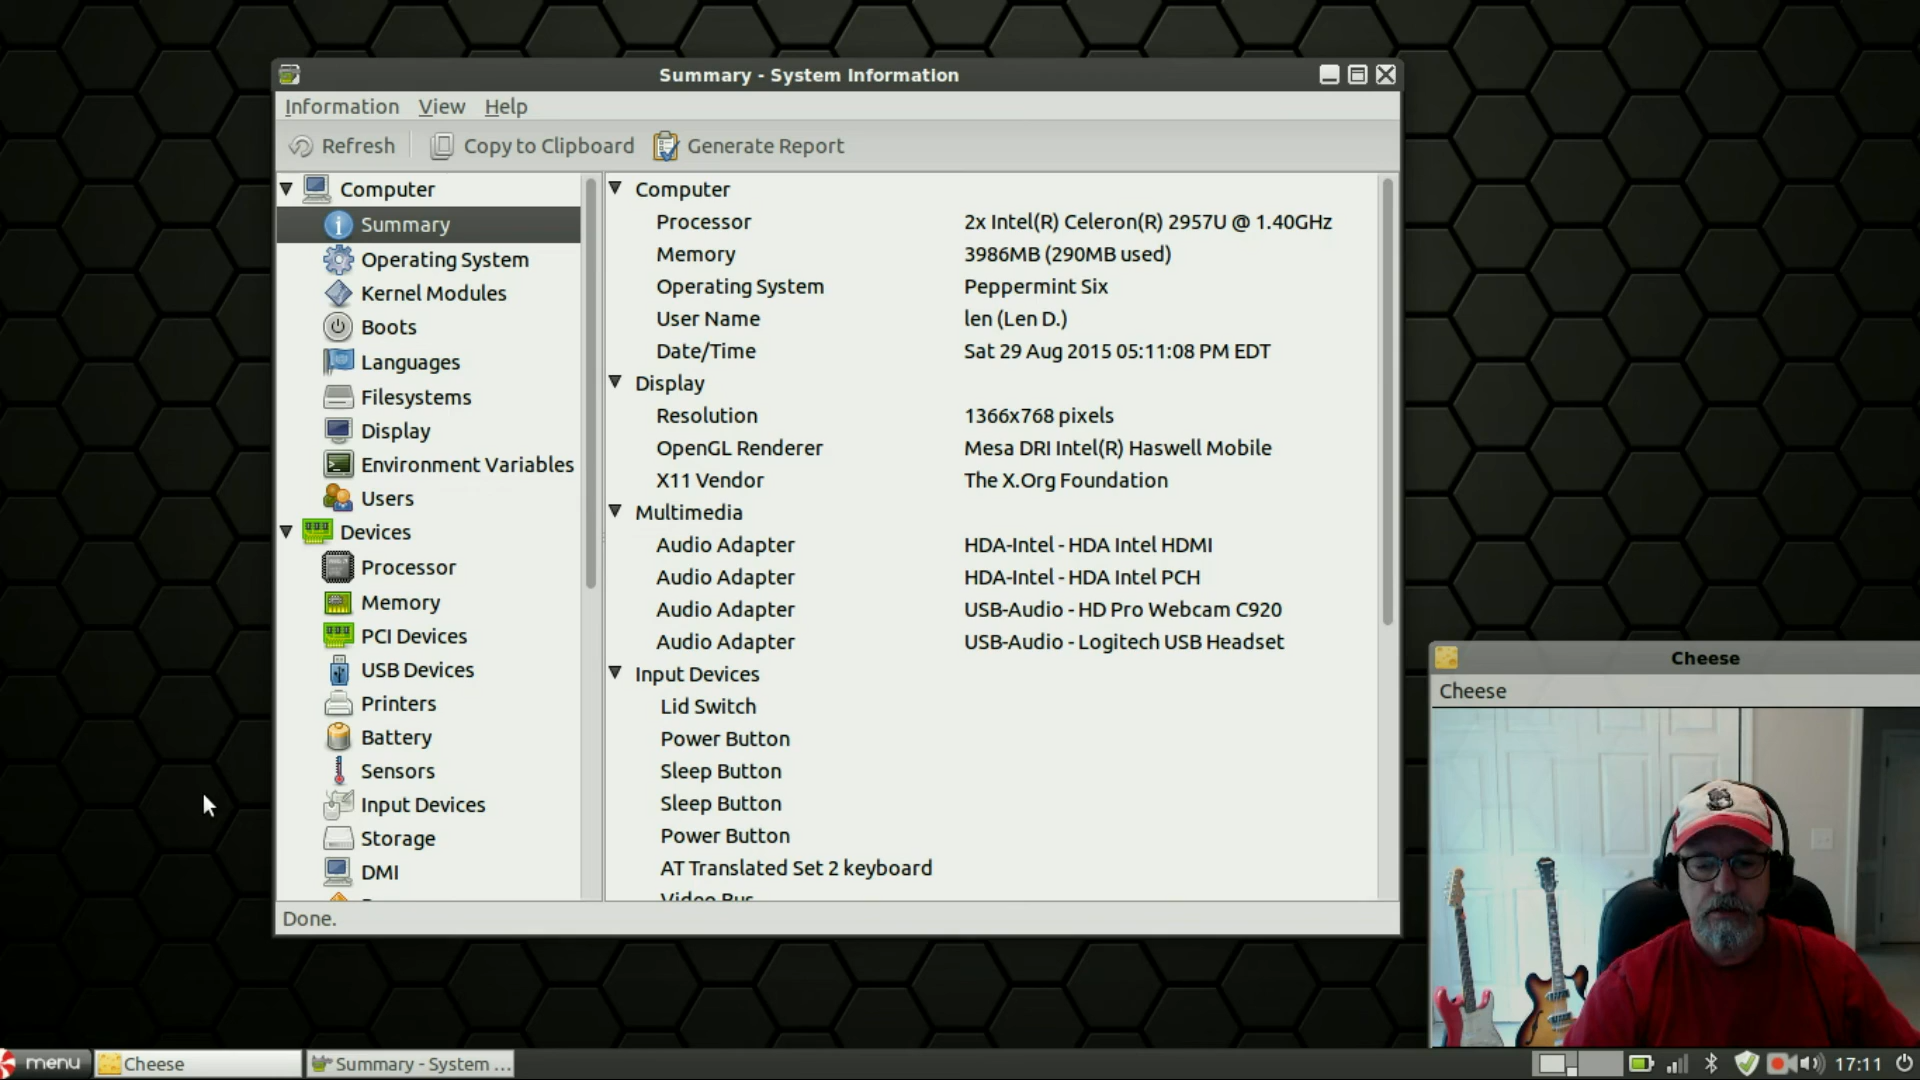 Summary - System Information
Information View Help
Refresh Copy to Clipboard Generate Report
Computer
Summary
Operating System
Kernel Modules
Boots
Languages
Filesystems
Display
Environment Variables
Users
Devices
Processor
Memory
PCI Devices
USB Devices
Printers
Battery
Sensors
Input Devices
Storage
DMI
Computer
Processor 2x Intel(R) Celeron(R) 2957U @ 1.40GHz
Memory 3986MB (290MB used)
Operating System Peppermint Six
User Name len (Len D.)
Date/Time Sat 29 Aug 2015 05:11:08 PM EDT
Display
Resolution 1366x768 pixels
OpenGL Renderer Mesa DRI Intel(R) Haswell Mobile
X11 Vendor The X.Org Foundation
Multimedia
Audio Adapter HDA-Intel - HDA Intel HDMI
Audio Adapter HDA-Intel - HDA Intel PCH
Audio Adapter USB-Audio - HD Pro Webcam C920
Audio Adapter USB-Audio - Logitech USB Headset
Input Devices
Lid Switch
Power Button
Sleep Button
Sleep Button
Power Button
AT Translated Set 2 keyboard
Video Bus
Done.
Cheese
Cheese
menu Cheese Summary - System ... 17:11